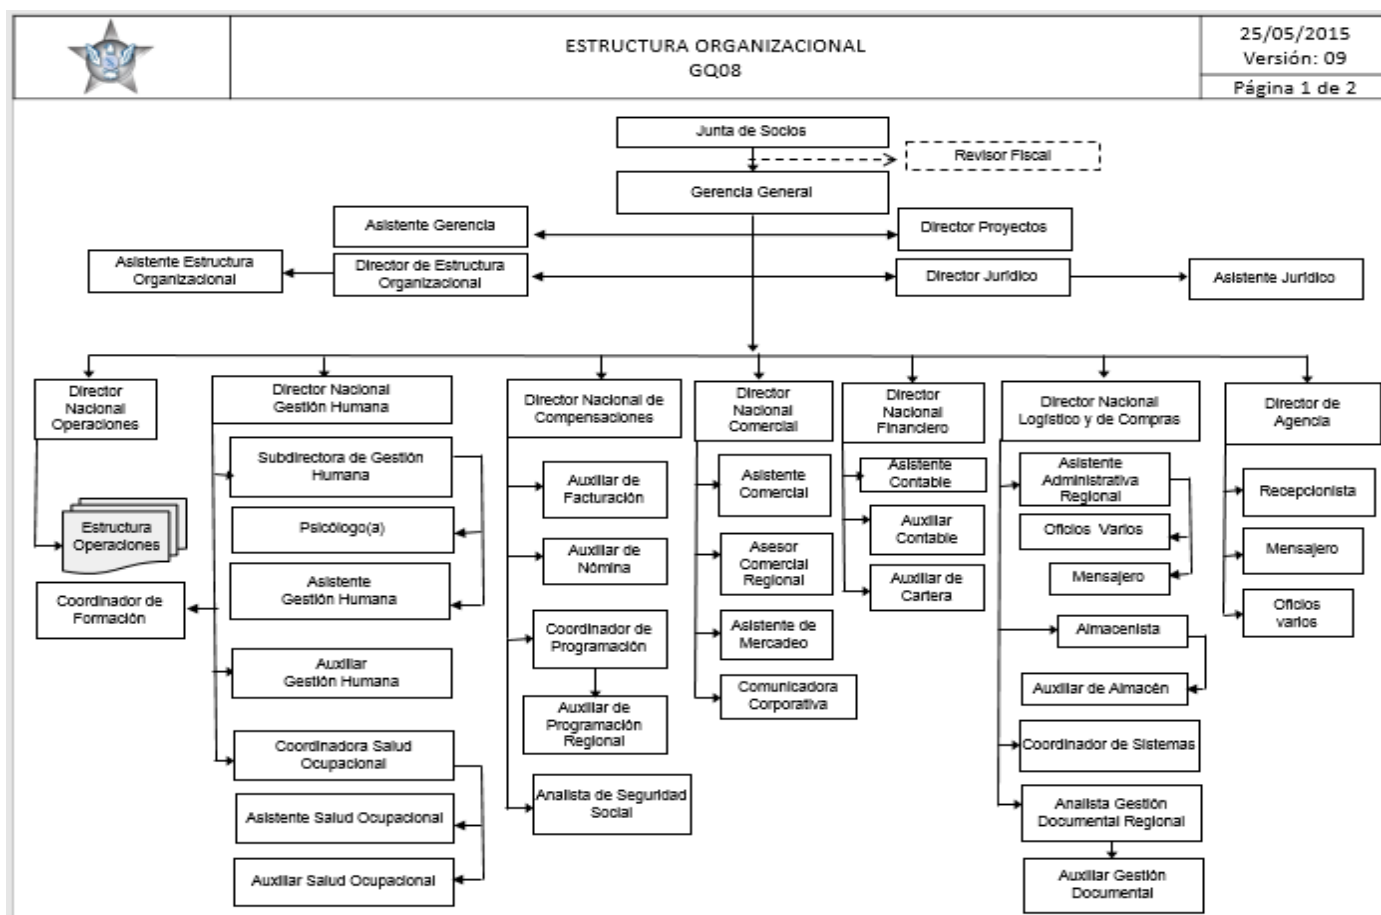 ESTRUCTURA ORGANIZACIONAL
GQ08
25/05/2015
Versión: 09
Página 1 de 2
Junta de Socios
Revisor Fiscal
Gerencia General
Asistente Gerencia
Director Proyectos
Asistente Estructura
Organizacional
Director de Estructura
Organizacional
Director Jurídico
Asistente Jurídico
Director
Nacional
Operaciones
Director Nacional
Gestión Humana
Director Nacional de
Compensaciones
Director
Nacional
Comercial
Director
Nacional
Financiero
Director Nacional
Logístico y de Compras
Director de
Agencia
Estructura
Operaciones
Coordinador de
Formación
Subdirectora de Gestión
Humana
Psicólogo(a)
Asistente
Gestión Humana
Auxiliar
Gestión Humana
Coordinadora Salud
Ocupacional
Asistente Salud Ocupacional
Auxiliar Salud Ocupacional
Auxiliar de
Facturación
Auxiliar de
Nómina
Coordinador de
Programación
Auxiliar de
Programación
Regional
Analista de Seguridad
Social
Asistente
Comercial
Asesor
Comercial
Regional
Asistente de
Mercadeo
Comunicadora
Corporativa
Asistente
Contable
Auxiliar
Contable
Auxiliar de
Cartera
Asistente
Administrativa
Regional
Oficios Varios
Mensajero
Almacenista
Auxiliar de Almacén
Coordinador de Sistemas
Analista Gestión
Documental Regional
Auxiliar Gestión
Documental
Recepcionista
Mensajero
Oficios
varios